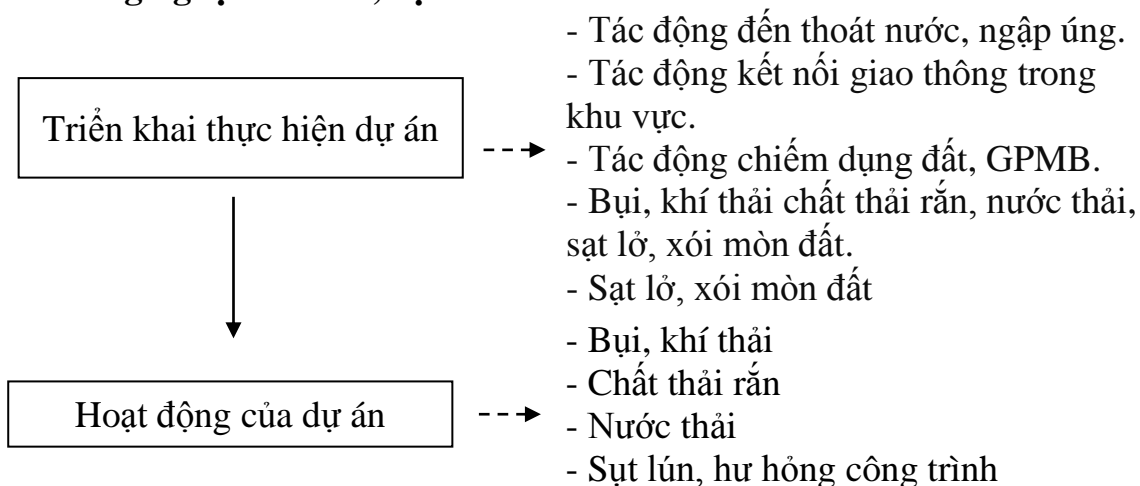 Triển khai thực hiện dự án
- Tác động đến thoát nước, ngập úng.
- Tác động kết nối giao thông trong
khu vực.
- Tác động chiếm dụng đất, GPMB.
- Bụi, khí thải chất thải rắn, nước thải,
sạt lở, xói mòn đất.
- Sạt lở, xói mòn đất
Hoạt động của dự án
- Bụi, khí thải
- Chất thải rắn
- Nước thải
- Sụt lún, hư hỏng công trình